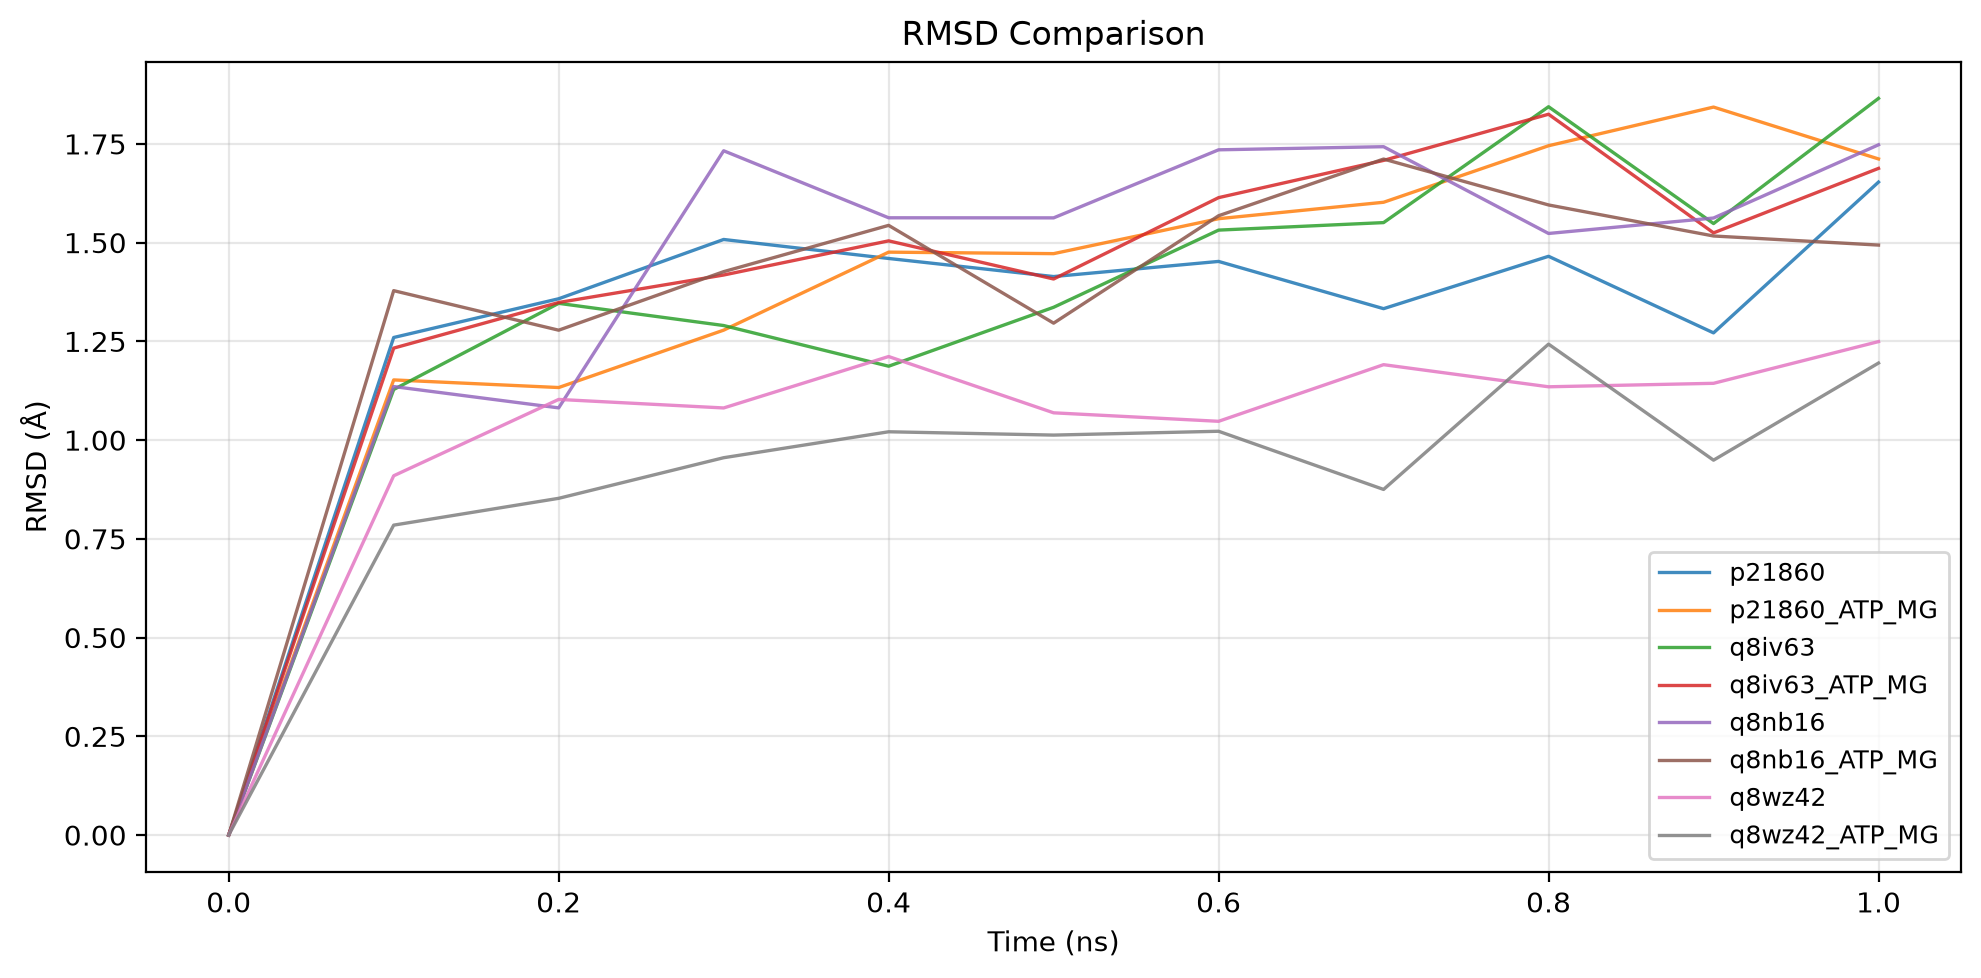 RMSD Comparison
RMSD (Å)
1.75
1.50
1.25
1.00
0.75
0.50
0.25
0.00
p21860
p21860_ATP_MG
q8iv63
q8iv63_ATP_MG
q8nb16
q8nb16_ATP_MG
q8wz42
q8wz42_ATP_MG
0.0 0.2 0.4 0.6 0.8 1.0
Time (ns)